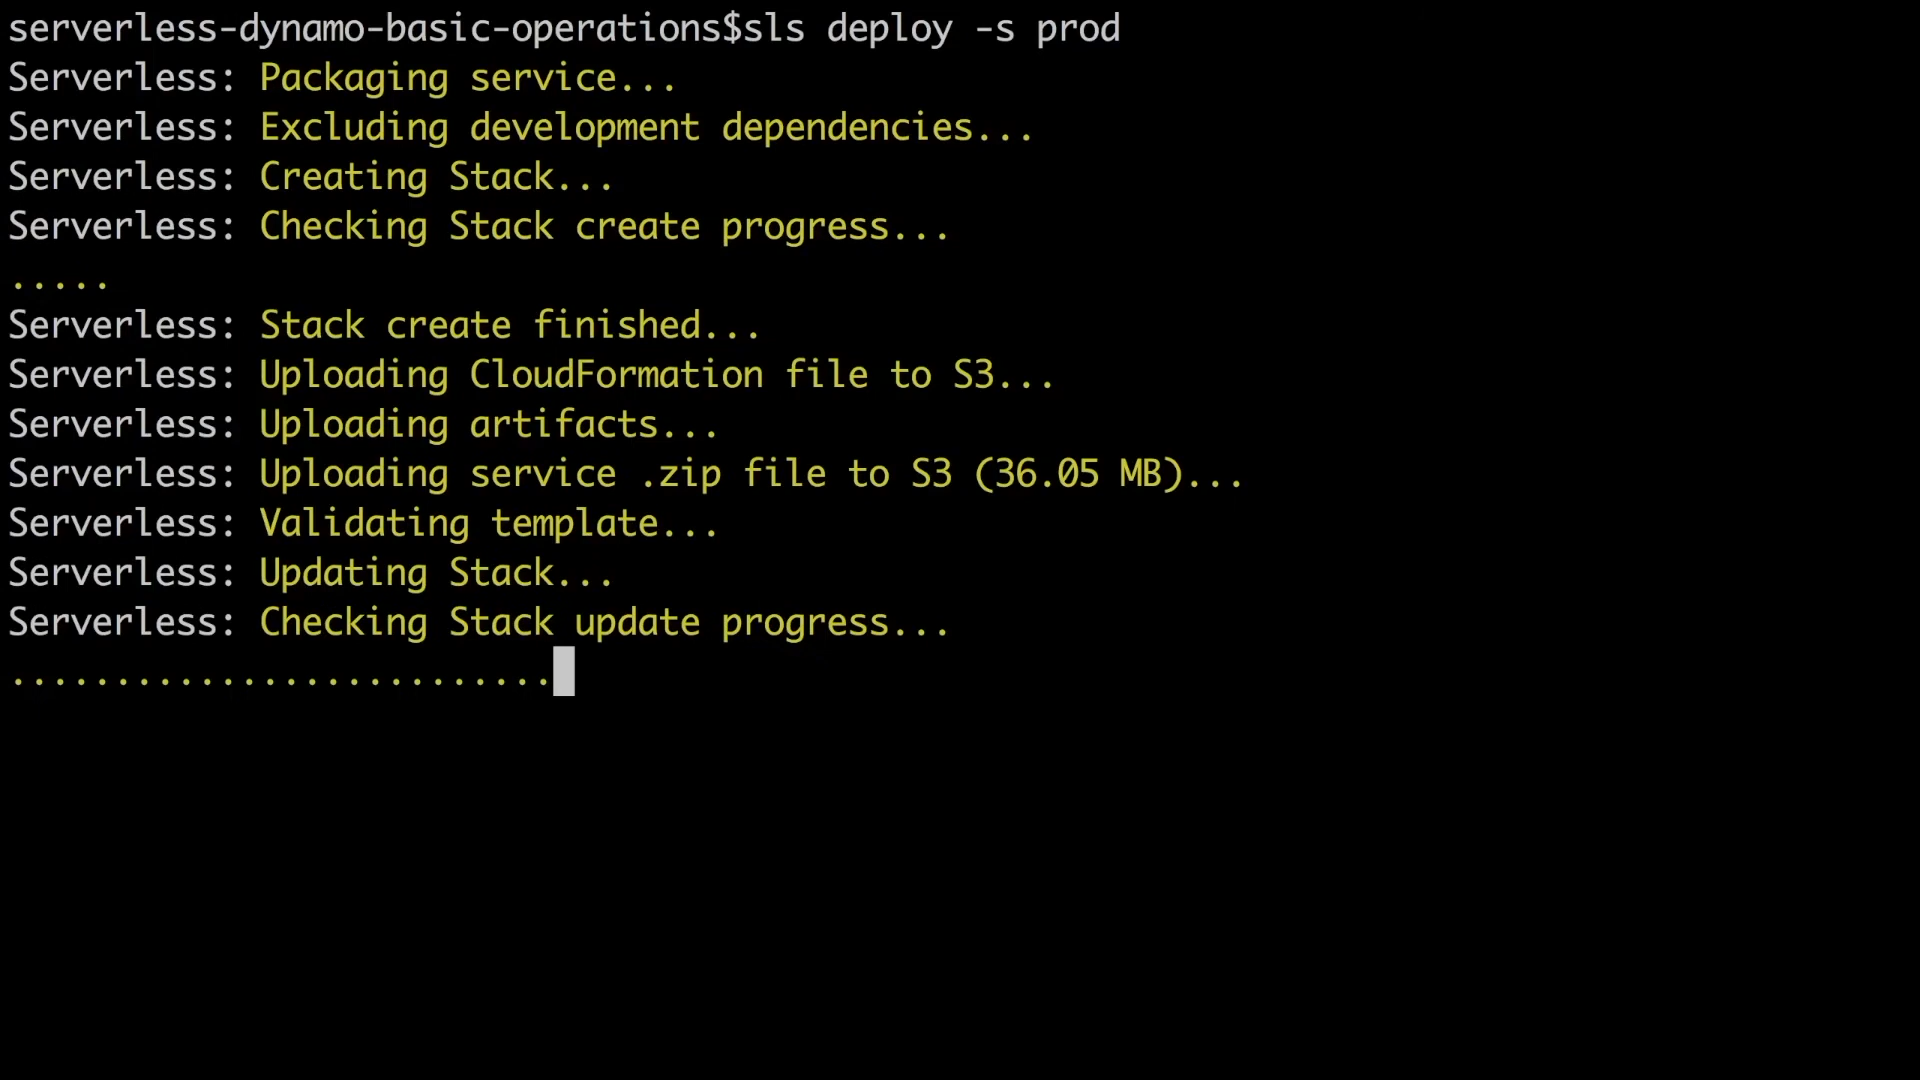 serverless-dynamo-basic-operations$sls deploy -s prod
Serverless: Packaging service...
Serverless: Excluding development dependencies...
Serverless: Creating Stack...
Serverless: Checking Stack create progress...
.....
Serverless: Stack create finished...
Serverless: Uploading CloudFormation file to S3...
Serverless: Uploading artifacts...
Serverless: Uploading service .zip file to S3 (36.05 MB)...
Serverless: Validating template...
Serverless: Updating Stack...
Serverless: Checking Stack update progress...
..........................